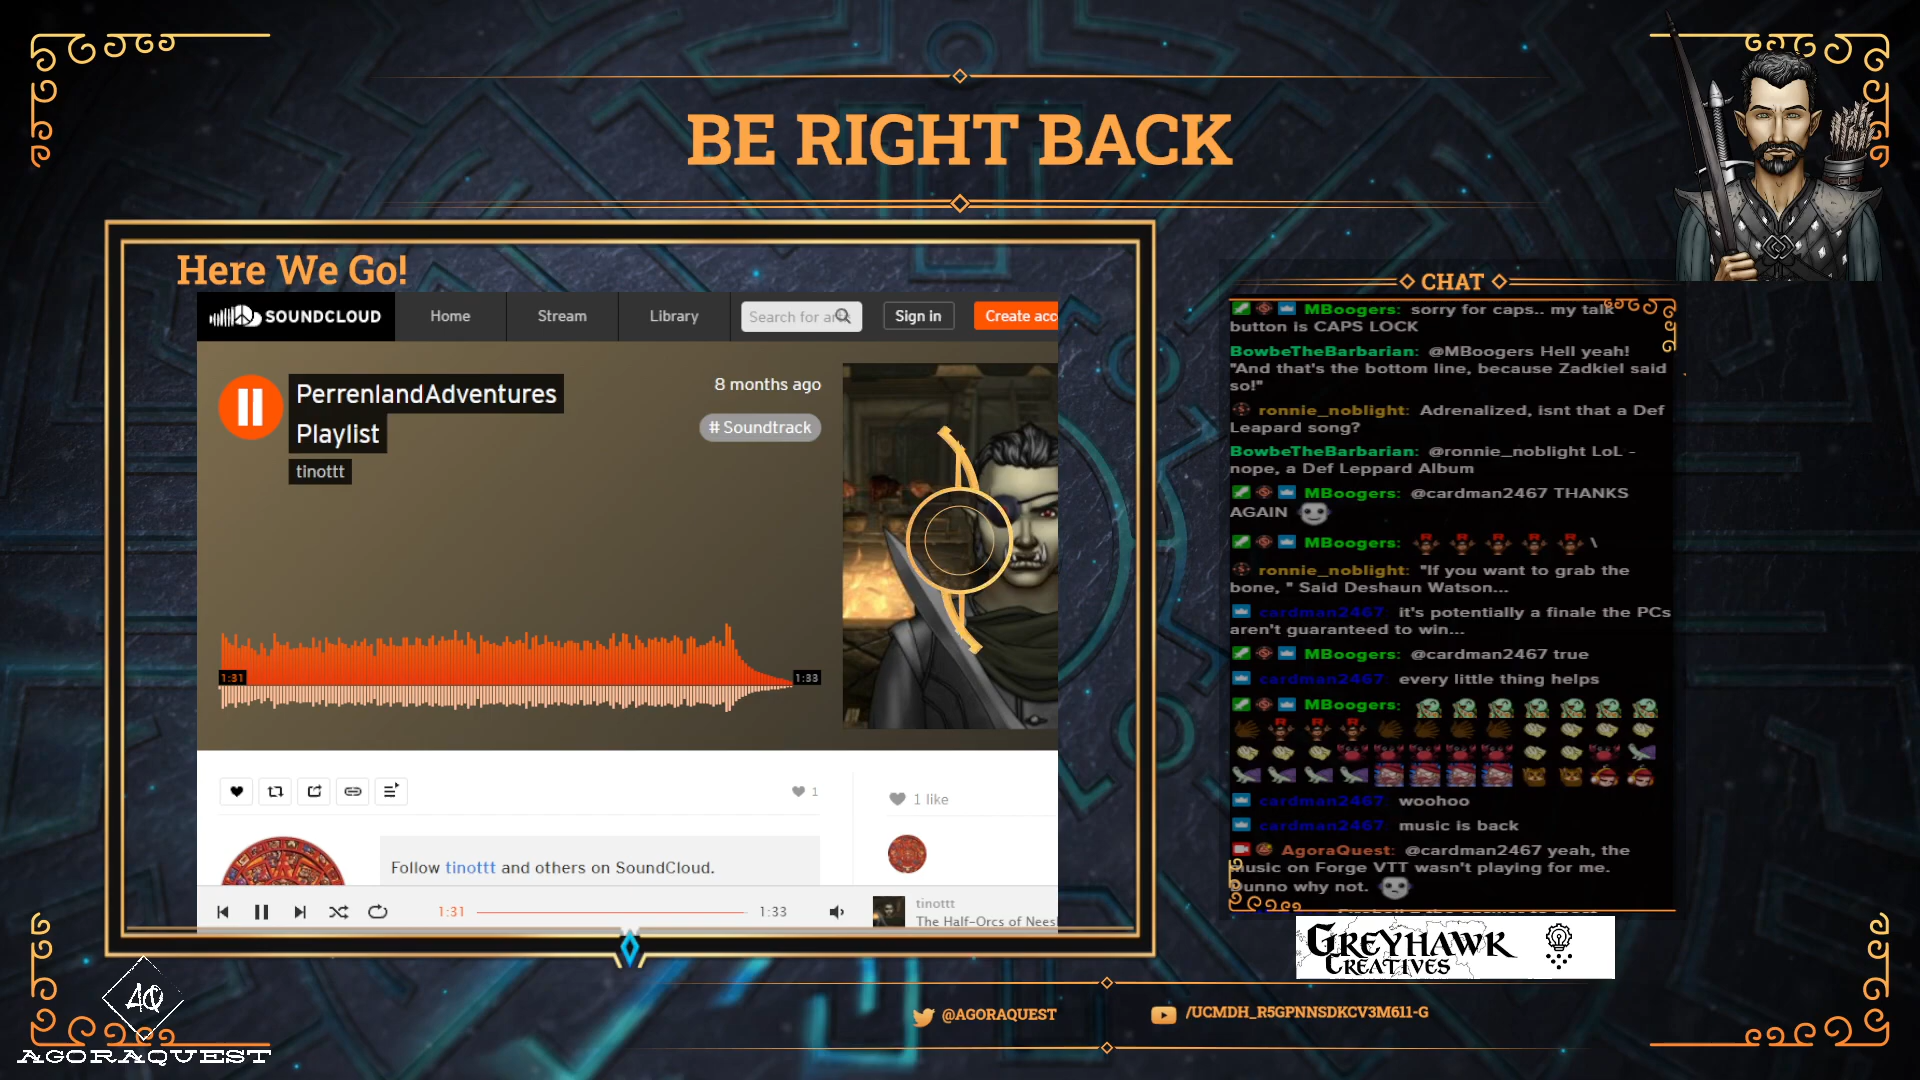 BE RIGHT BACK
Here We Go!
SOUNDCLOUD
Home
Stream
Library
Search for ar
Sign in
Create acc
PerrenlandAdventures
Playlist
tinottt
8 months ago
# Soundtrack
1:31
1:33
1
1 like
Follow tinottt and others on SoundCloud.
1:31
1:33
tinottt
The Half-Orcs of Nees
CHAT
MBoogers: sorry for caps.. my talk
button is CAPS LOCK
BowbeTheBarbarian: @MBoogers Hell yeah!
"And that's the bottom line, because Zadkiel said
so!"
ronnie_noblight: Adrenalized, isnt that a Def
Leapard song?
BowbeTheBarbarian: @ronnie_noblight LoL -
nope, a Def Leppard Album
MBoogers: @cardman2467 THANKS
AGAIN
MBoogers: \
ronnie_noblight: "If you want to grab the
bone, " Said Deshaun Watson...
cardman2467: it's potentially a finale the PCs
aren't guaranteed to win...
MBoogers: @cardman2467 true
cardman2467: every little thing helps
MBoogers:
cardman2467: woohoo
cardman2467: music is back
AgoraQuest: @cardman2467 yeah, the
music on Forge VTT wasn't playing for me.
Dunno why not.
GREYHAWK
CREATIVES
@AGORAQUEST
/UCMDH_R5GPNNSDKCV3M611-G
AQ
AGORAQUEST